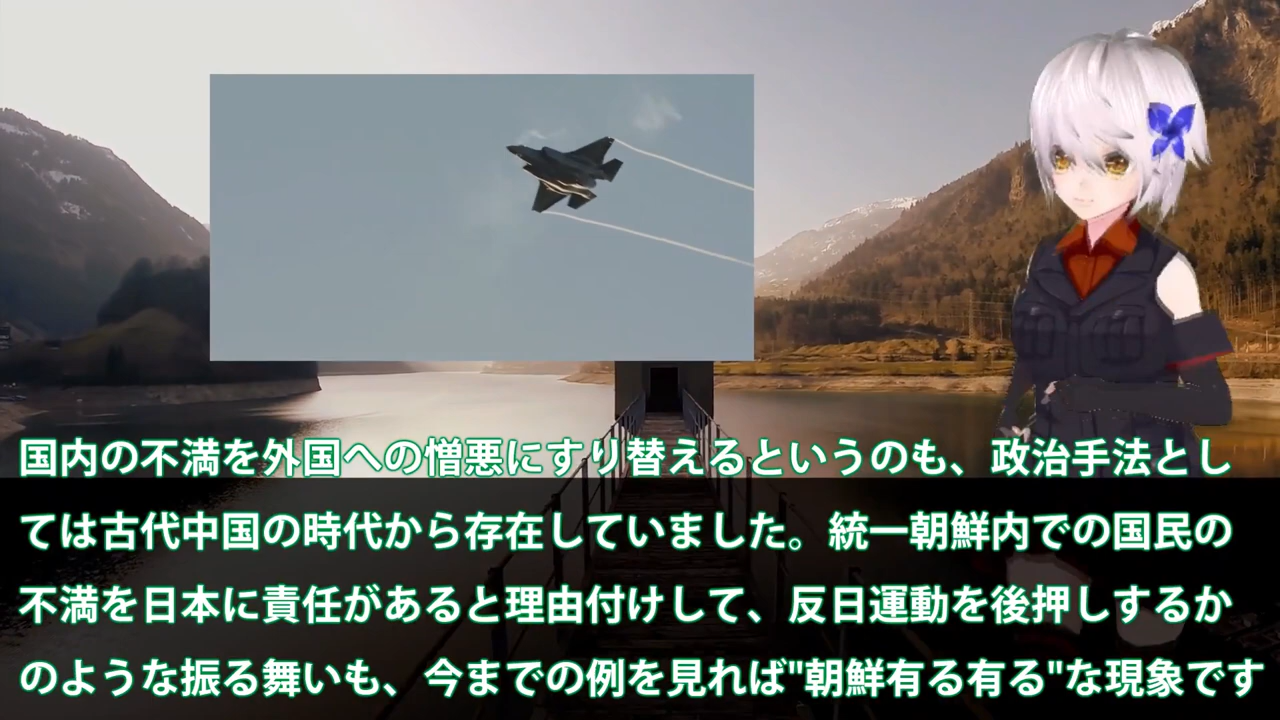 国内の不満を外国への憎悪にすり替えるというのも、政治手法とし
ては古代中国の時代から存在していました。統一朝鮮内での国民の
不満を日本に責任があると理由付けして、反日運動を後押しするか
のような振る舞いも、今までの例を見れば"朝鮮有る有る"な現象です